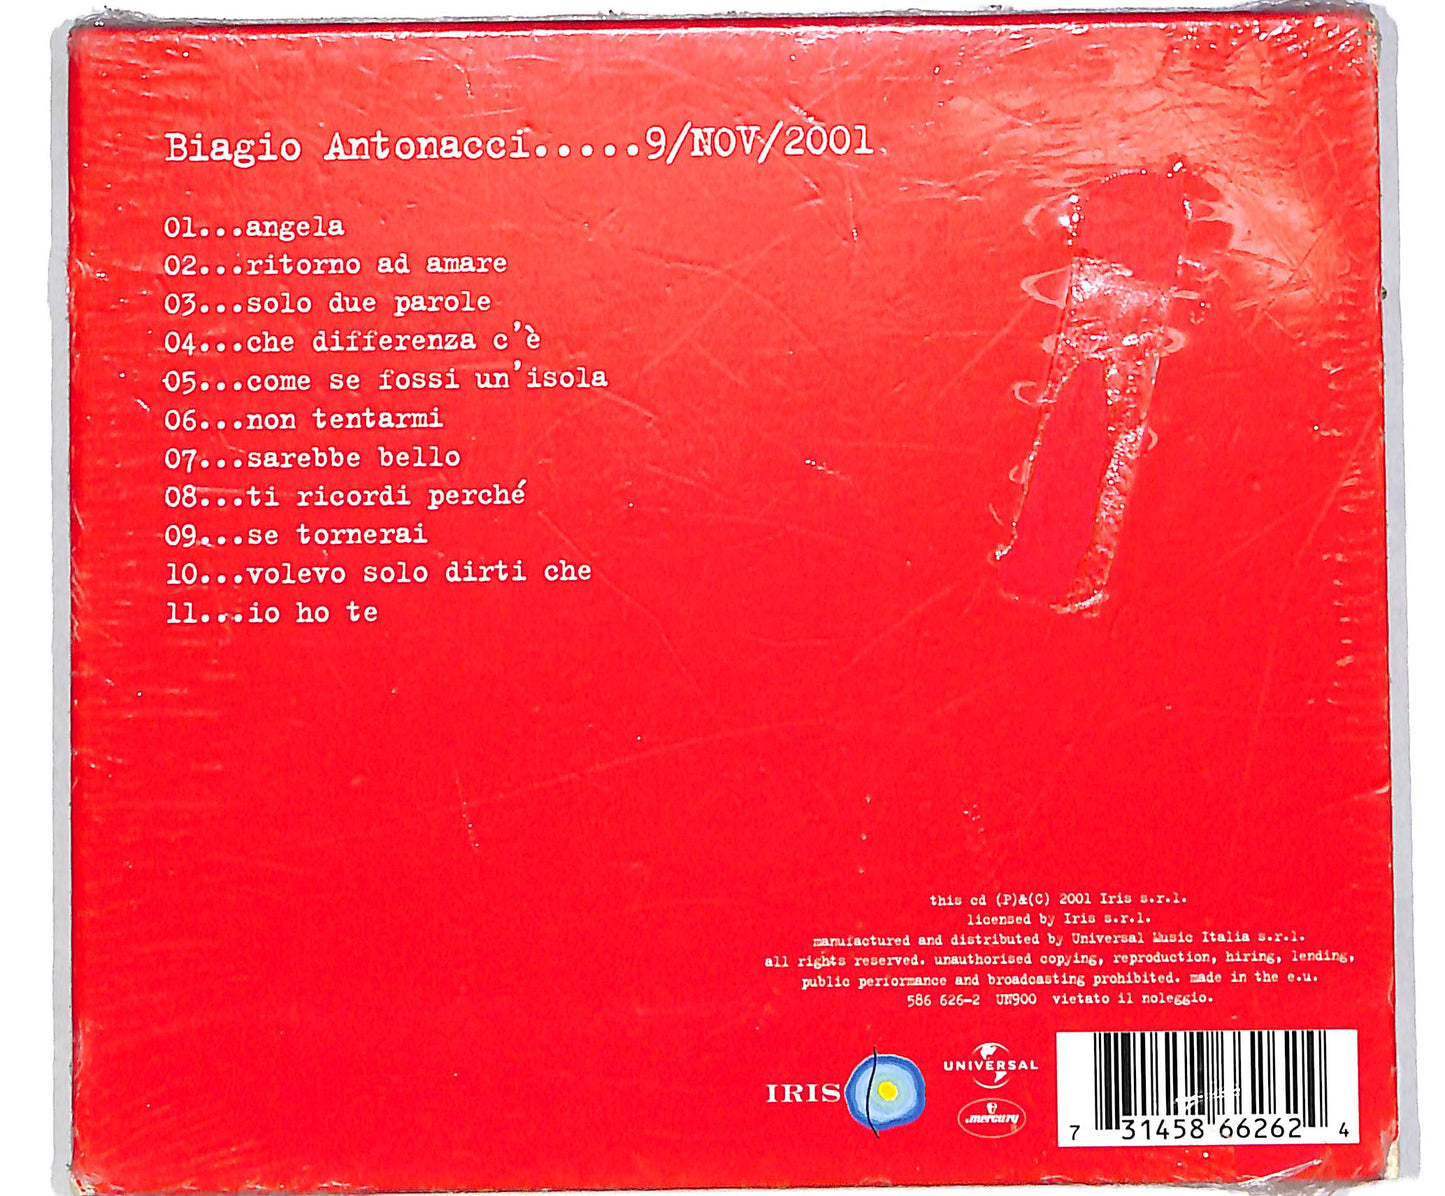 Biagio Antonacci.....9/NOV/2001
01...angela
02...ritorno ad amare
03...solo due parole
04...che differenza c'è
05...come se fossi un'isola
06...non tentarmi
07...sarebbe bello
08...ti ricordi perché
09...se tornerai
10...volevo solo dirti che
11...io ho te
this cd (P)&(C) 2001 Iris s.r.l.
licensed by Iris s.r.l.
manufactured and distributed by Universal Music Italia s.r.l.
all rights reserved. unauthorised copying, reproduction, hiring, lending,
public performance and broadcasting prohibited. made in the e.u.
586 626-2 UN900 vietato il noleggio.
IRIS
UNIVERSAL
mercury
7 31458 66262 4